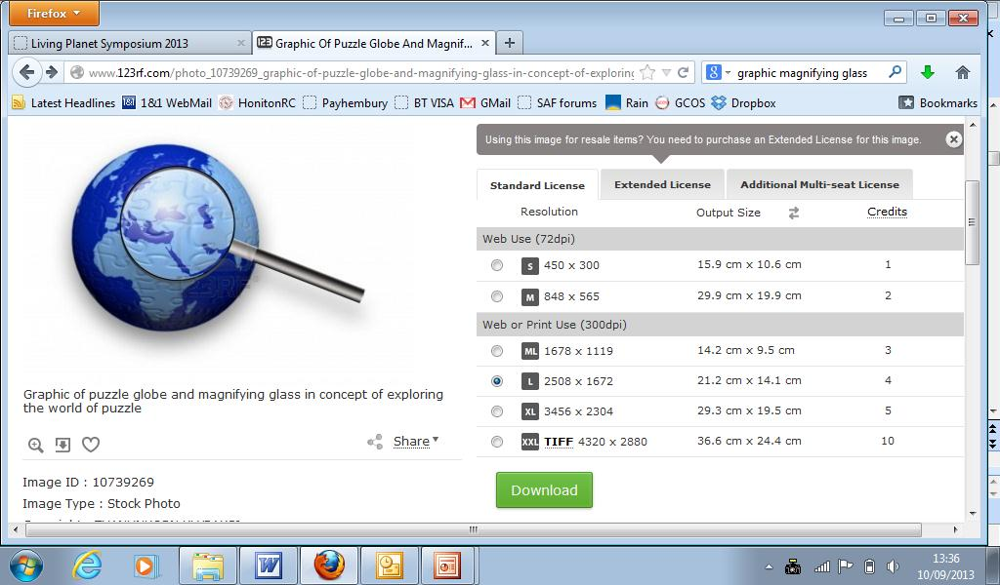 Firefox
Living Planet Symposium 2013
Graphic Of Puzzle Globe And Magnif...
www.123rf.com/photo_10739269_graphic-of-puzzle-globe-and-magnifying-glass-in-concept-of-exploring
graphic magnifying glass
Latest Headlines 1&1 WebMail HonitonRC Payhembury BT VISA GMail SAF forums Rain GCOS Dropbox Bookmarks
Using this image for resale items? You need to purchase an Extended License for this image.
Standard License Extended License Additional Multi-seat License
Resolution Output Size Credits
Web Use (72dpi)
S 450 x 300 15.9 cm x 10.6 cm 1
M 848 x 565 29.9 cm x 19.9 cm 2
Web or Print Use (300dpi)
ML 1678 x 1119 14.2 cm x 9.5 cm 3
L 2508 x 1672 21.2 cm x 14.1 cm 4
XL 3456 x 2304 29.3 cm x 19.5 cm 5
XXL TIFF 4320 x 2880 36.6 cm x 24.4 cm 10
Download
123RF
Graphic of puzzle globe and magnifying glass in concept of exploring
the world of puzzle
Share
Image ID : 10739269
Image Type : Stock Photo
13:36
10/09/2013